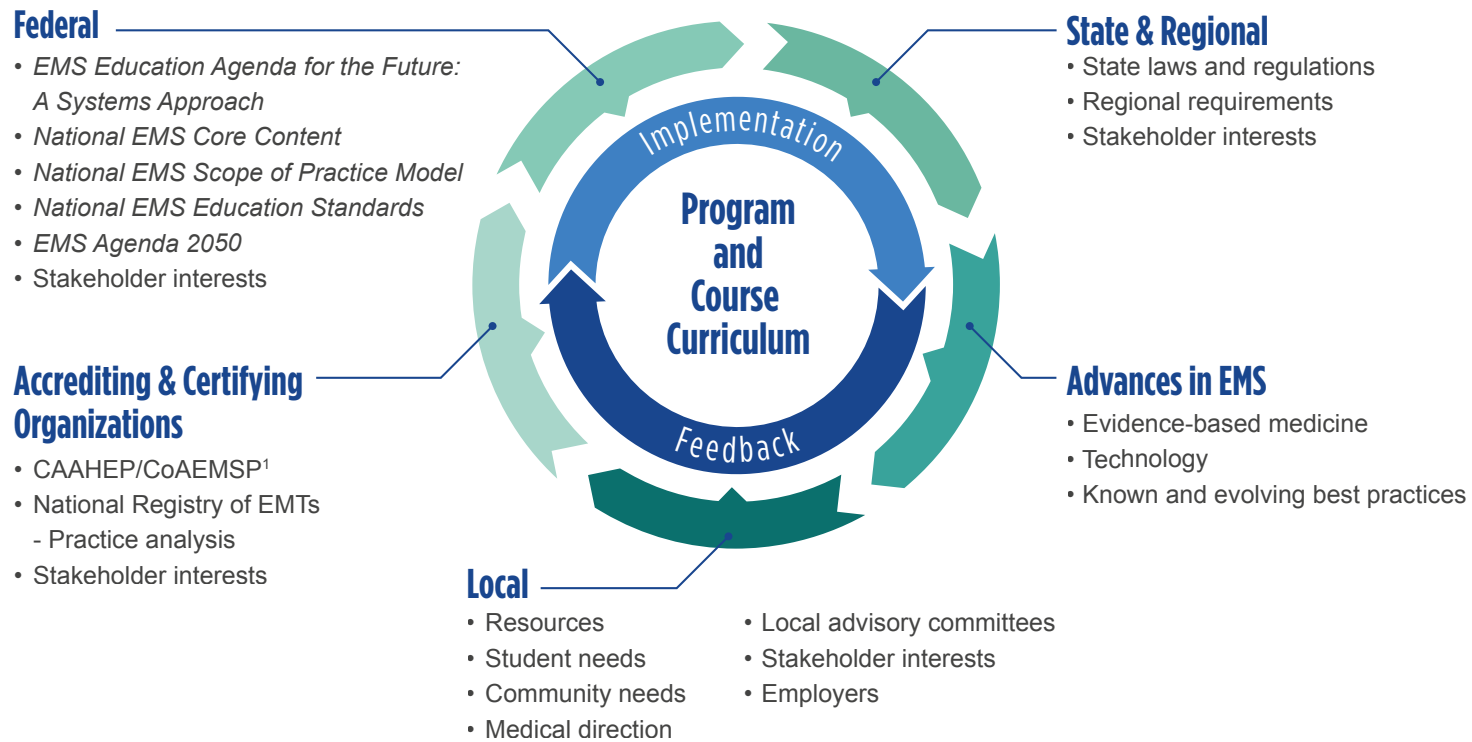 Federal
• EMS Education Agenda for the Future:
A Systems Approach
• National EMS Core Content
• National EMS Scope of Practice Model
• National EMS Education Standards
• EMS Agenda 2050
• Stakeholder interests
State & Regional
• State laws and regulations
• Regional requirements
• Stakeholder interests
Implementation
Program
and
Course
Curriculum
Feedback
Accrediting & Certifying
Organizations
• CAAHEP/CoAEMSP¹
• National Registry of EMTs
- Practice analysis
• Stakeholder interests
Advances in EMS
• Evidence-based medicine
• Technology
• Known and evolving best practices
Local
• Resources
• Student needs
• Community needs
• Medical direction
• Local advisory committees
• Stakeholder interests
• Employers